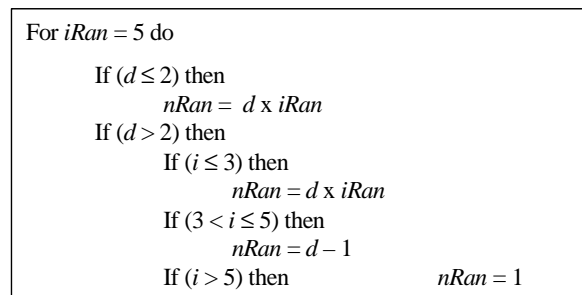 For iRan = 5 do
If (d ≤ 2) then
nRan = d x iRan
If (d > 2) then
If (i ≤ 3) then
nRan = d x iRan
If (3 < i ≤ 5) then
nRan = d – 1
If (i > 5) then nRan = 1